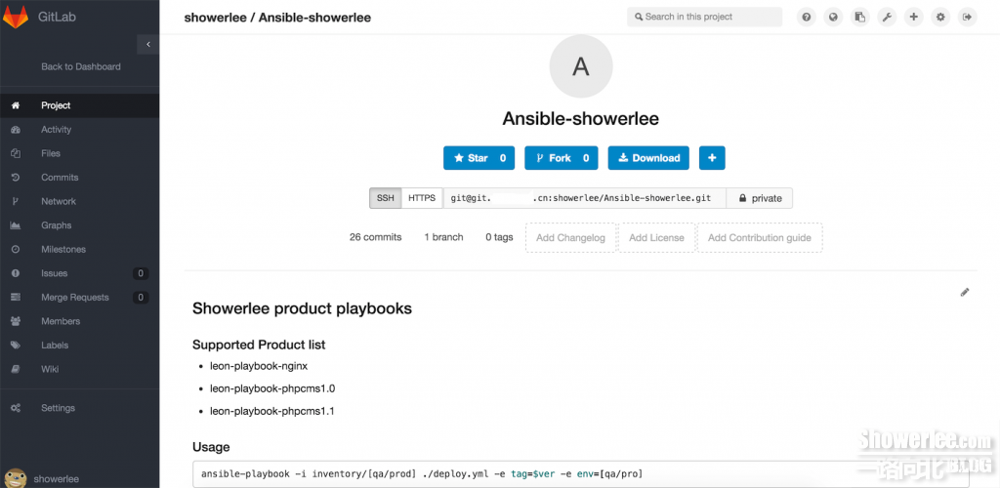 GitLab
showerlee / Ansible-showerlee
Search in this project
Back to Dashboard
Project
Activity
Files
Commits
Network
Graphs
Milestones
Issues 0
Merge Requests 0
Members
Labels
Wiki
Settings
showerlee
A
Ansible-showerlee
Star 0 Fork 0 Download
SSH HTTPS git@git. .cn:showerlee/Ansible-showerlee.git private
26 commits 1 branch 0 tags Add Changelog Add License Add Contribution guide
Showerlee product playbooks
Supported Product list
leon-playbook-nginx
leon-playbook-phpcms1.0
leon-playbook-phpcms1.1
Usage
ansible-playbook -i inventory/[qa/prod] ./deploy.yml -e tag=$ver -e env=[qa/pro]
Showerlee.com
一路向北 BLOG